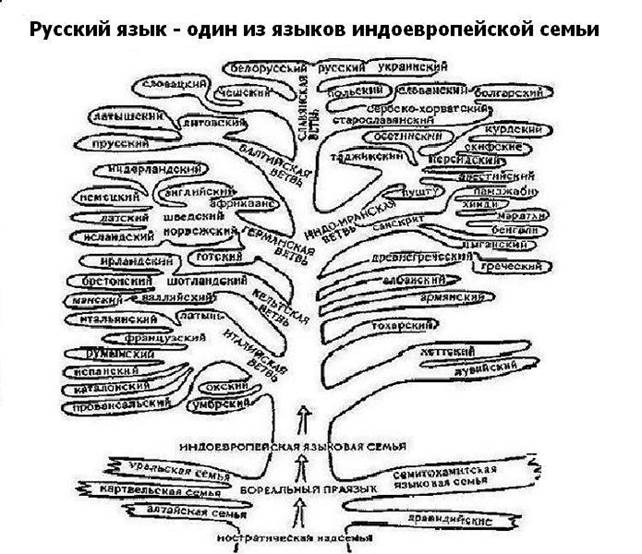 Русский язык - один из языков индоевропейской семьи
белорусский русский украинский
словацкий чешский
СЛАВЯНСКАЯ ВЕТВЬ
польский словенский болгарский
сербско-хорватский
старославянский
латышский литовский
прусский
БАЛТИЙСКАЯ
ВЕТВЬ
осетинский курдский
скифские
таджикский персидский
авестийский
нидерландский
немецкий английский
африкаанс
датский шведский
исландский норвежский
готский
ГЕРМАНСКАЯ
ВЕТВЬ
пушту панджаби
хинди
ИНДО-ИРАНСКАЯ
ВЕТВЬ
санскрит
маратхи
бенгали
цыганский
древнегреческий
греческий
ирландский
бретонский шотландский
мэнский валлийский
КЕЛЬТСКАЯ
ВЕТВЬ
албанский
армянский
итальянский латынь
французский
румынский
испанский
каталонский
провансальский
окский
умбрский
ИТАЛИЙСКАЯ
ВЕТВЬ
тохарский
хеттский
лувийский
ИНДОЕВРОПЕЙСКАЯ ЯЗЫКОВАЯ СЕМЬЯ
уральская семья
семитохамитская
языковая семья
картвельская семья
БОРЕАЛЬНЫЙ ПРАЯЗЫК
алтайская семья
дравидийские
ностратическая надсемья